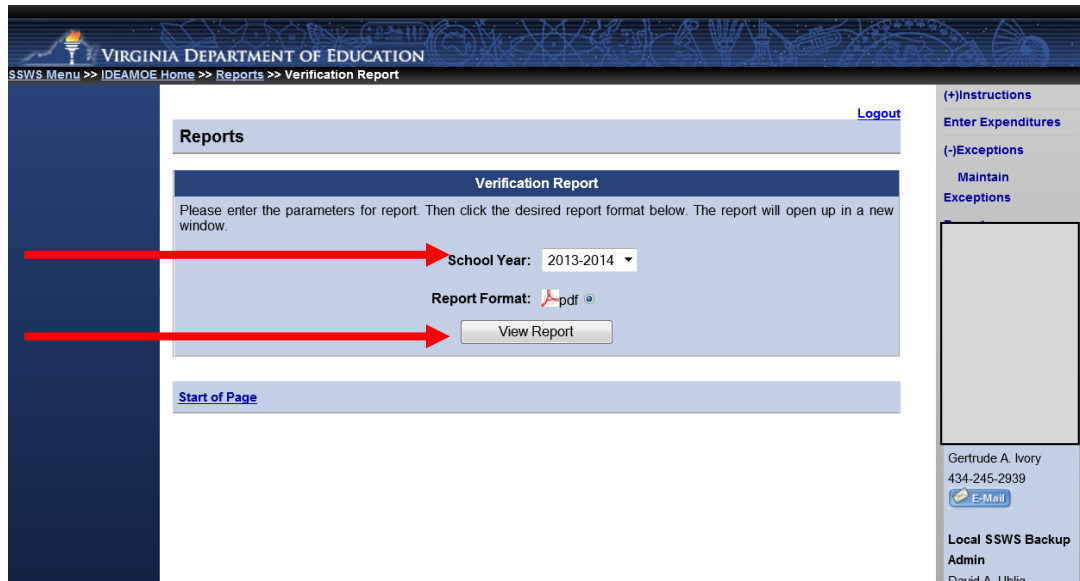 VIRGINIA DEPARTMENT OF EDUCATION
SSWS Menu >> IDEAMOE Home >> Reports >> Verification Report
Logout
Reports
Verification Report
Please enter the parameters for report. Then click the desired report format below. The report will open up in a new
window.
School Year: 2013-2014
Report Format: pdf
View Report
Start of Page
(+)Instructions
Enter Expenditures
(-)Exceptions
Maintain
Exceptions
Gertrude A. Ivory
434-245-2939
E-Mail
Local SSWS Backup
Admin
David A. Uhlig